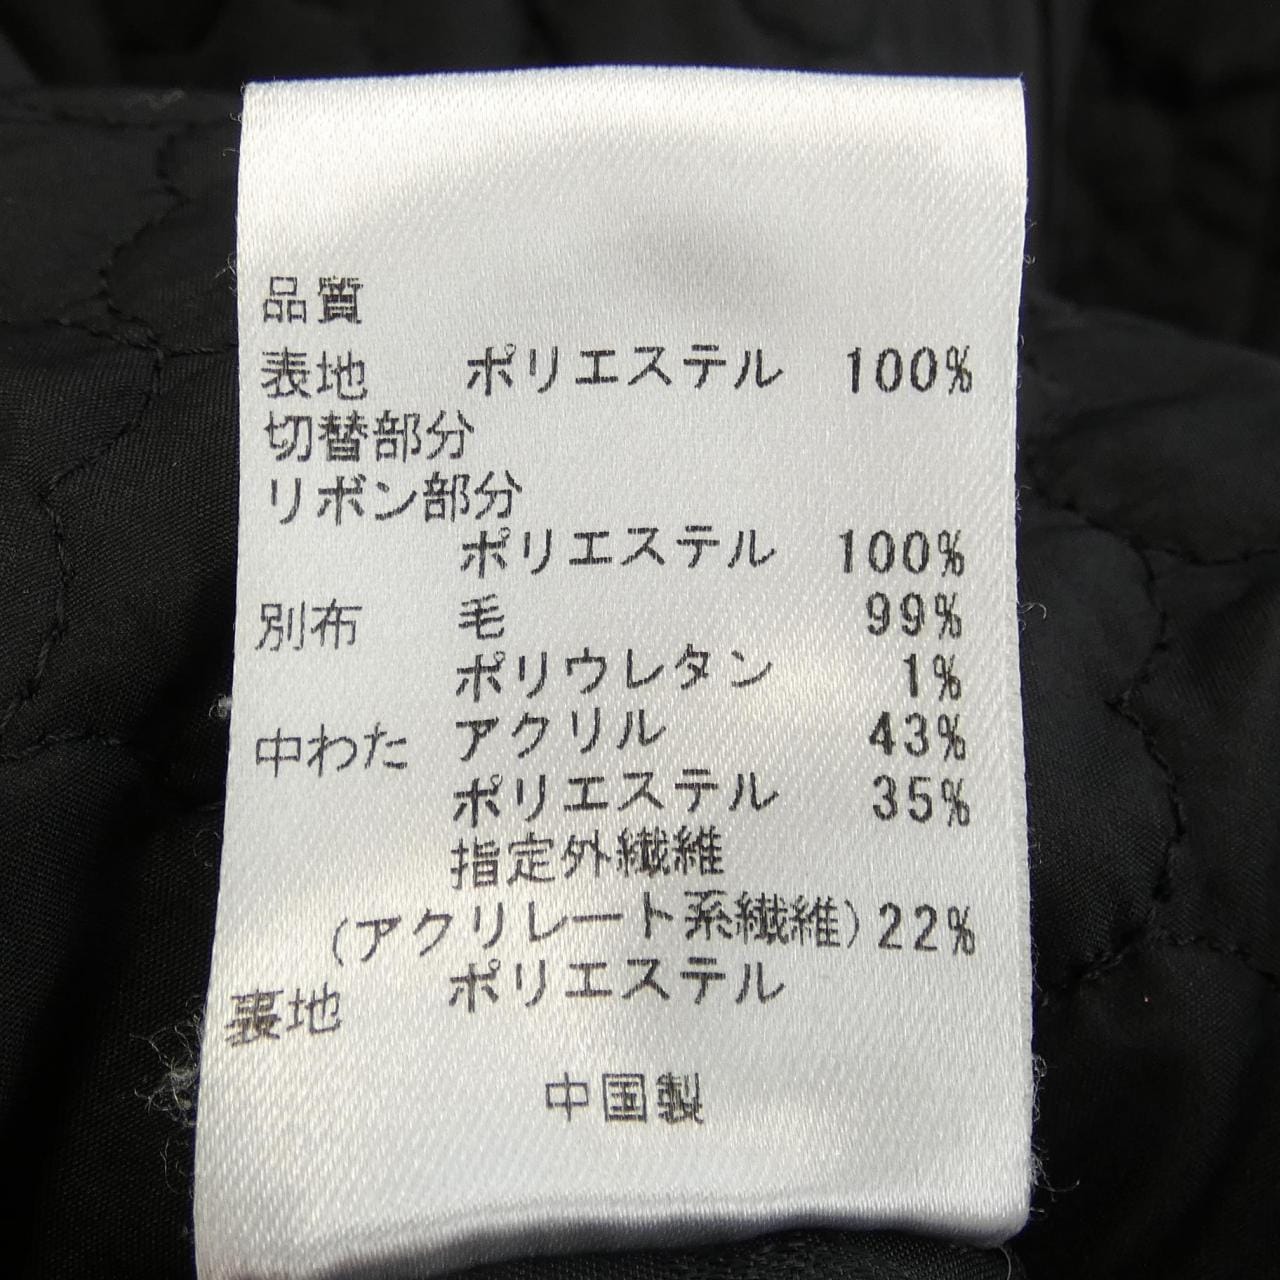 品質
表地 ポリエステル 100%
切替部分
リボン部分
ポリエステル 100%
別布 毛 99%
ポリウレタン 1%
中わた アクリル 43%
ポリエステル 35%
指定外繊維
(アクリレート系繊維) 22%
裏地 ポリエステル
中国製